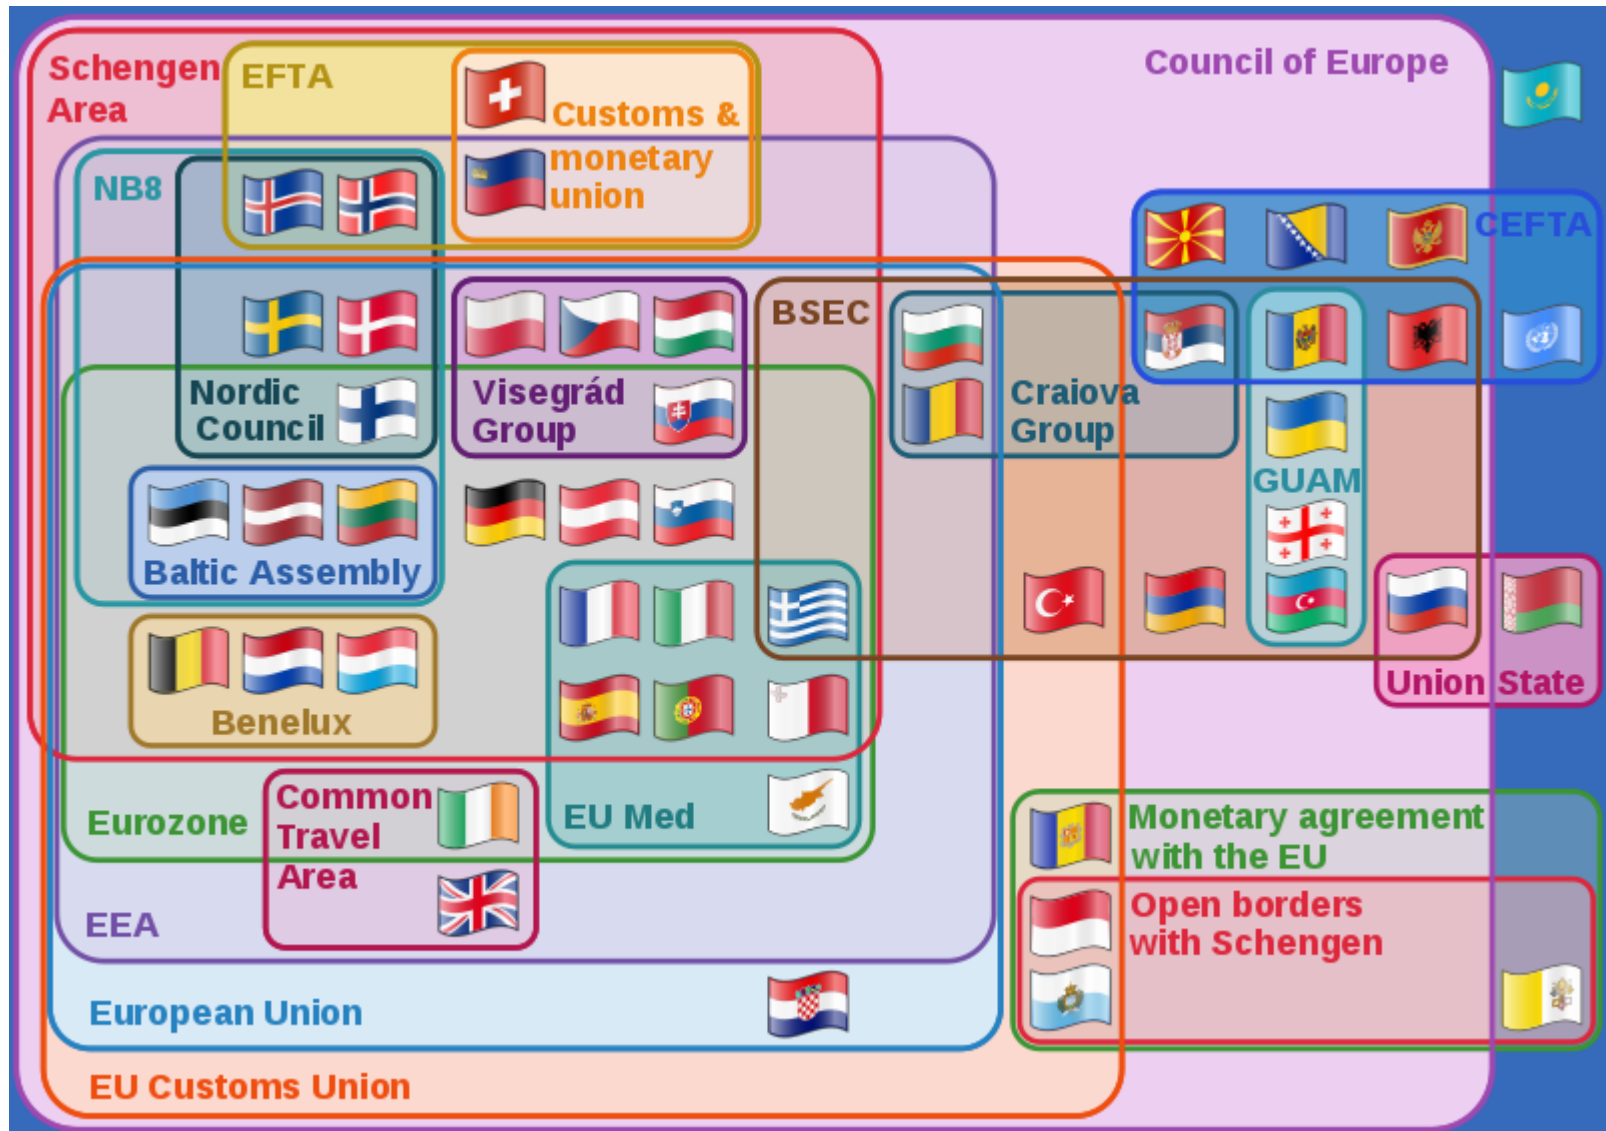 Schengen
Area
EFTA
Customs &
monetary
union
Council of Europe
NB8
CEFTA
BSEC
Nordic
Council
Visegrád
Group
Craiova
Group
GUAM
Baltic Assembly
Benelux
Union State
Common
Travel
Area
Eurozone
EU Med
Monetary agreement
with the EU
Open borders
with Schengen
EEA
European Union
EU Customs Union